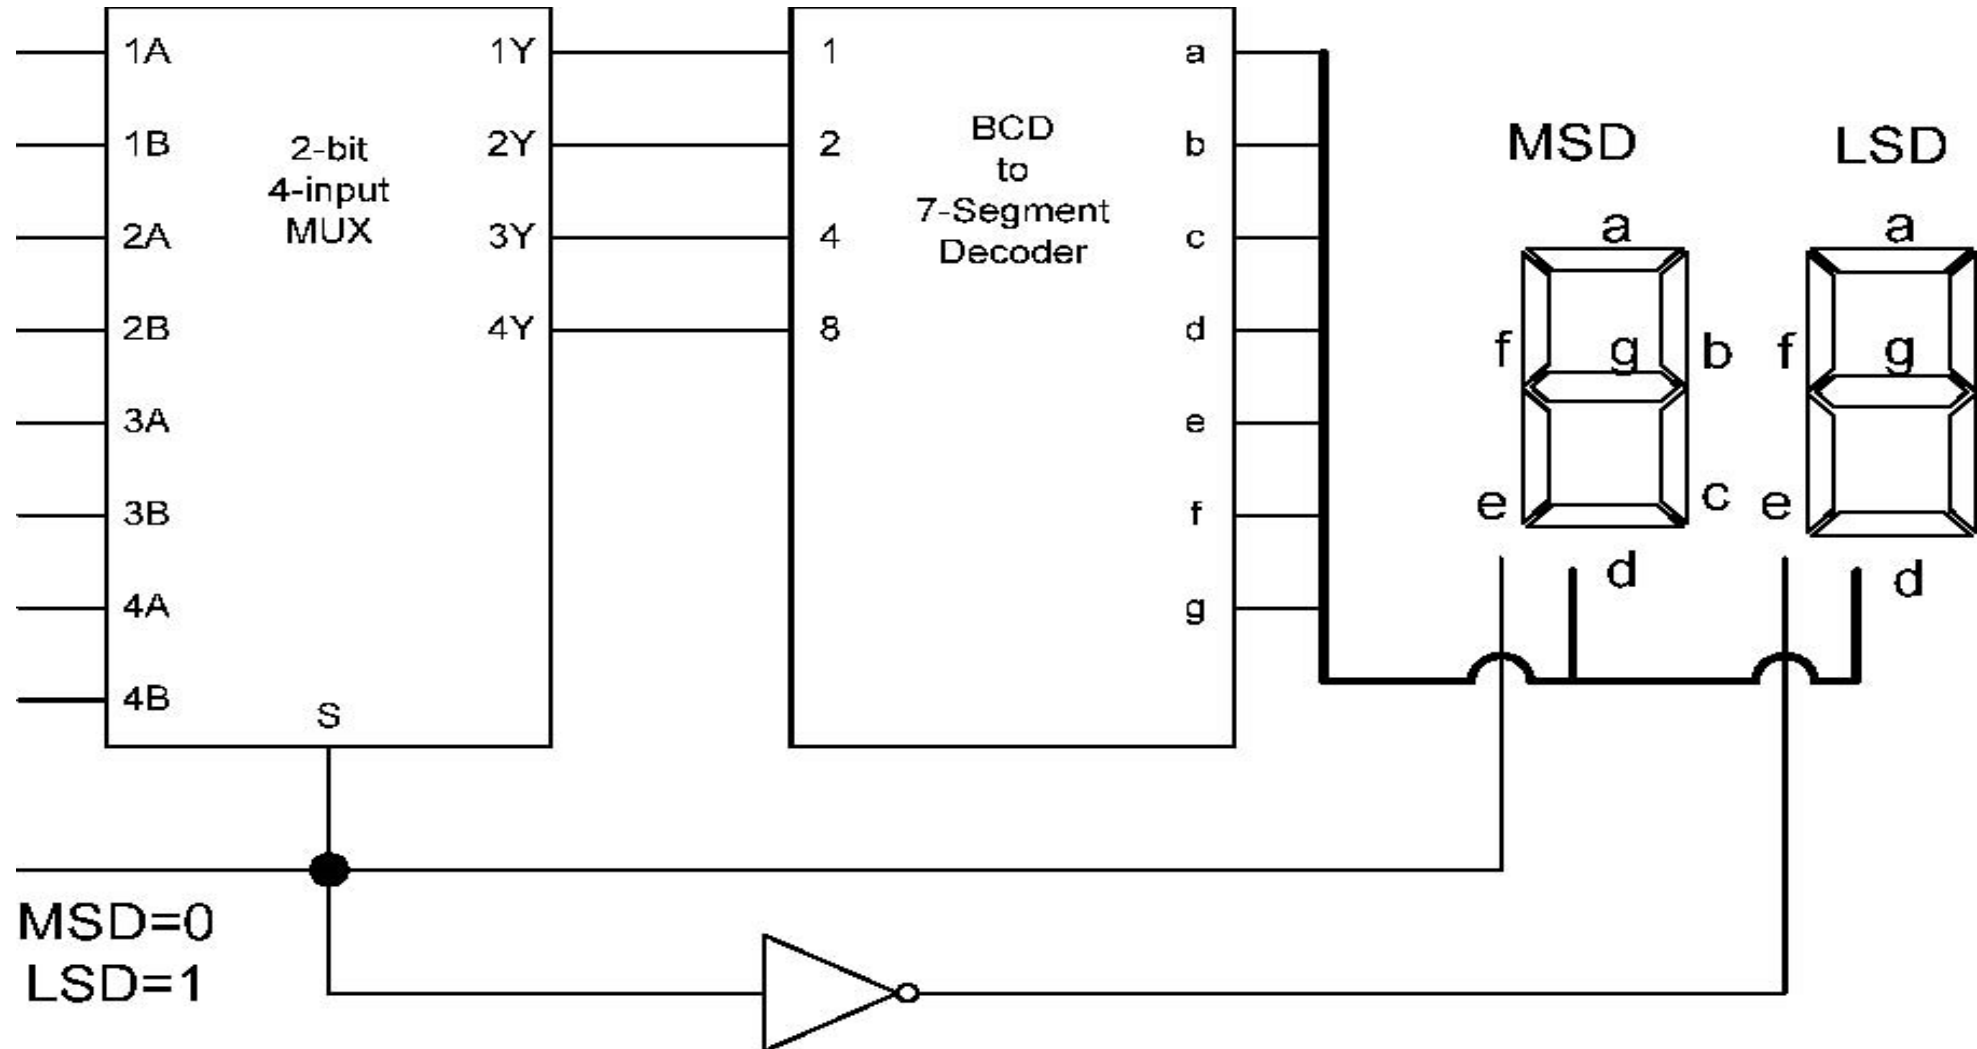 1A
1B
2A
2B
3A
3B
4A
4B
2-bit
4-input
MUX
1Y
2Y
3Y
4Y
S
1
2
4
8
BCD
to
7-Segment
Decoder
a
b
c
d
e
f
g
MSD
a
f
g
b
e
c
d
LSD
a
f
g
e
d
MSD=0
LSD=1